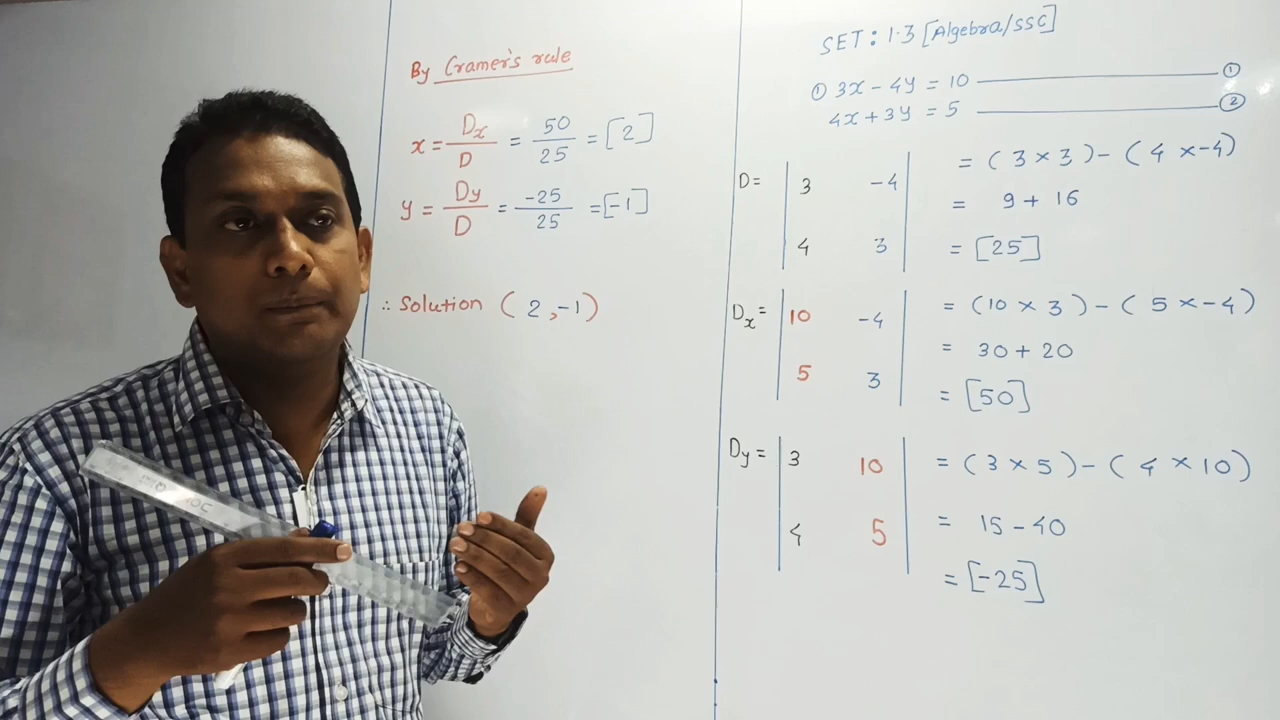 By Cramer's rule
x = Dx/D = 50/25 = [2]
y = Dy/D = -25/25 = [-1]
∴ Solution (2,-1)
SET: 1.3 [Algebra/SSC]
① 3x - 4y = 10 ——— ①
4x + 3y = 5 ——— ②
D = | 3 -4 | = (3 × 3) - (4 × -4)
= 9 + 16
| 4 3 | = [25]
Dx = | 10 -4 | = (10 × 3) - (5 × -4)
= 30 + 20
| 5 3 | = [50]
Dy = | 3 10 | = (3 × 5) - (4 × 10)
| 4 5 | = 15 - 40
= [-25]